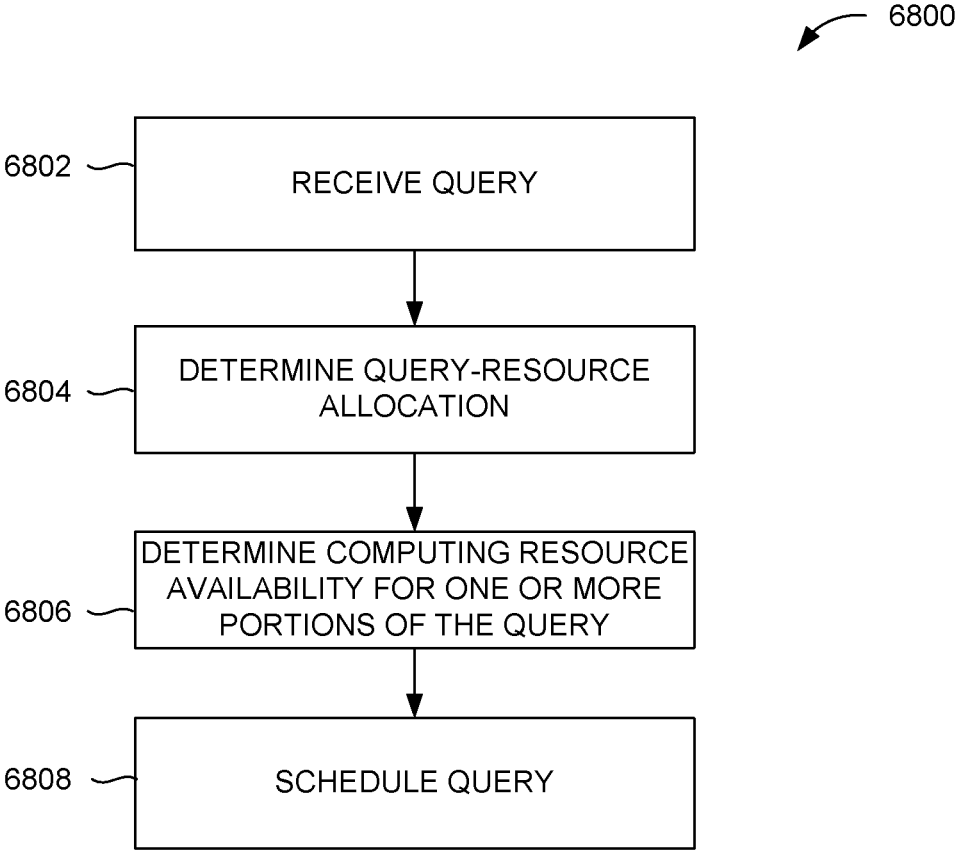 6800
6802
RECEIVE QUERY
6804
DETERMINE QUERY-RESOURCE
ALLOCATION
6806
DETERMINE COMPUTING RESOURCE
AVAILABILITY FOR ONE OR MORE
PORTIONS OF THE QUERY
6808
SCHEDULE QUERY